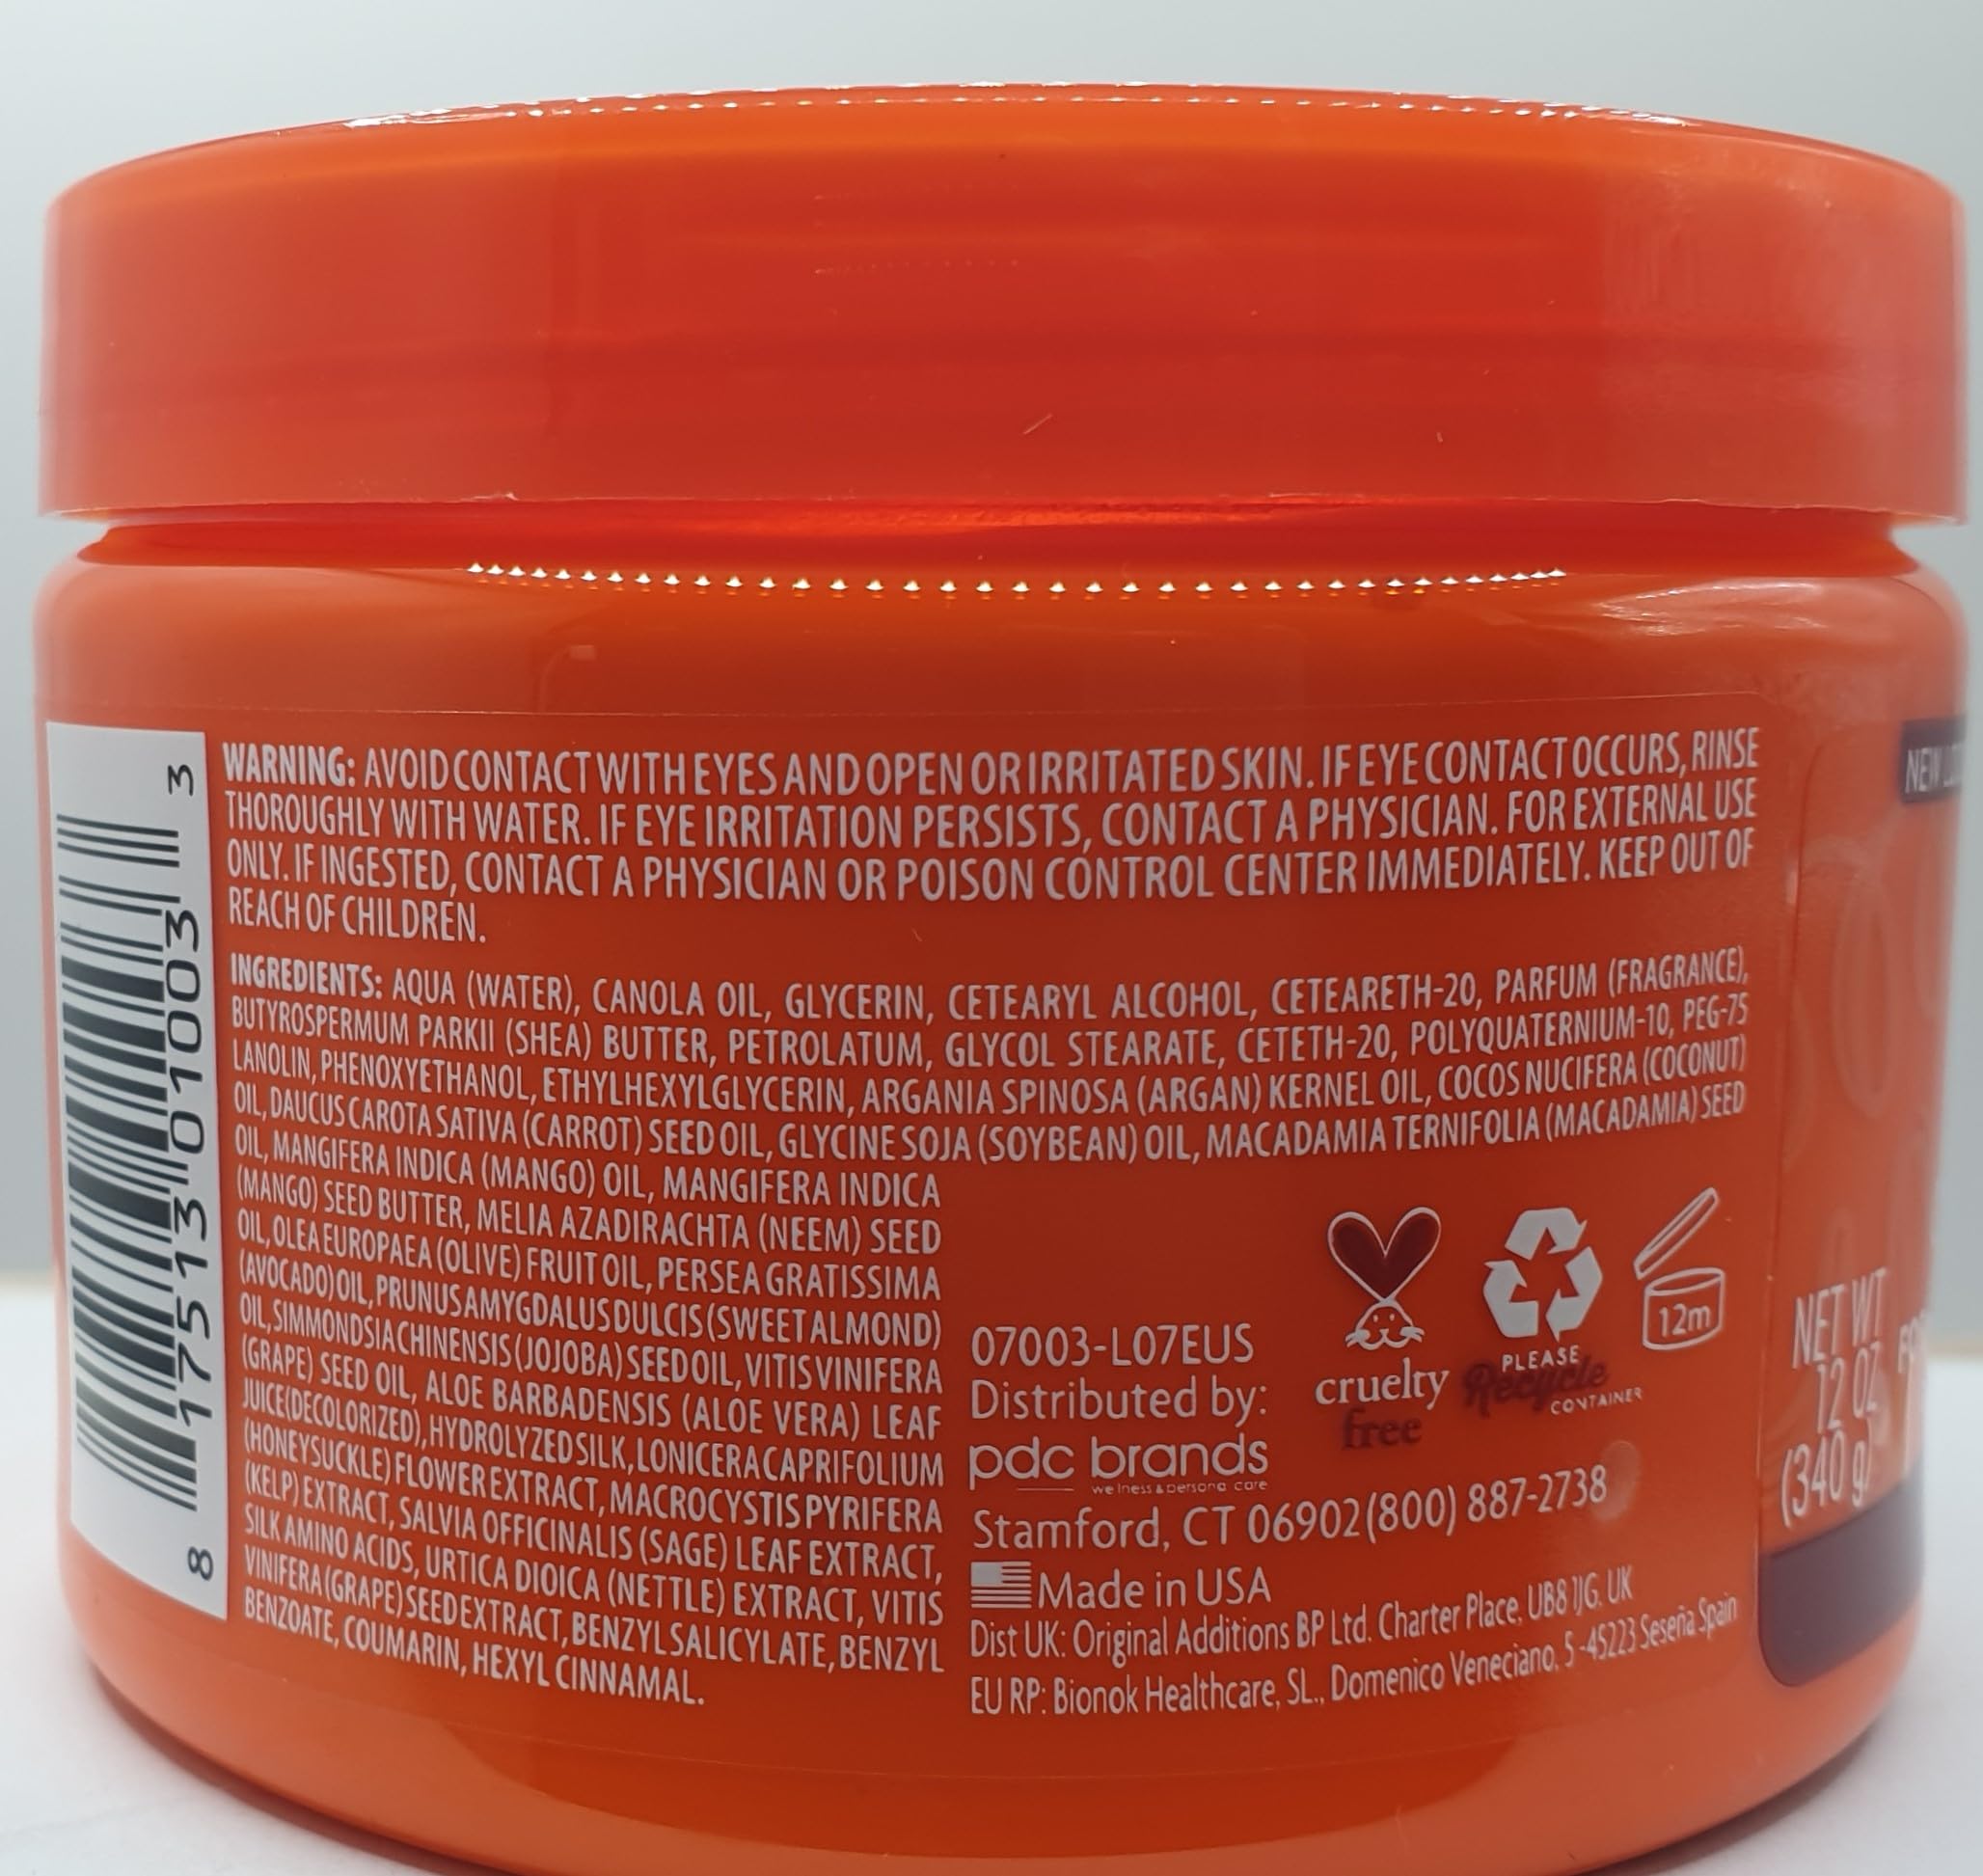 WARNING: AVOID CONTACT WITH EYES AND OPEN OR IRRITATED SKIN. IF EYE CONTACT OCCURS, RINSE
THOROUGHLY WITH WATER. IF EYE IRRITATION PERSISTS, CONTACT A PHYSICIAN. FOR EXTERNAL USE
ONLY. IF INGESTED, CONTACT A PHYSICIAN OR POISON CONTROL CENTER IMMEDIATELY. KEEP OUT OF
REACH OF CHILDREN.
INGREDIENTS: AQUA (WATER), CANOLA OIL, GLYCERIN, CETEARYL ALCOHOL, CETEARETH-20, PARFUM (FRAGRANCE),
BUTYROSPERMUM PARKII (SHEA) BUTTER, PETROLATUM, GLYCOL STEARATE, CETETH-20, POLYQUATERNIUM-10, PEG-75
LANOLIN, PHENOXYETHANOL, ETHYLHEXYLGLYCERIN, ARGANIA SPINOSA (ARGAN) KERNEL OIL, COCOS NUCIFERA (COCONUT)
OIL, DAUCUS CAROTA SATIVA (CARROT) SEED OIL, GLYCINE SOJA (SOYBEAN) OIL, MACADAMIA TERNIFOLIA (MACADAMIA) SEED
OIL, MANGIFERA INDICA (MANGO) OIL, MANGIFERA INDICA
(MANGO) SEED BUTTER, MELIA AZADIRACHTA (NEEM) SEED
OIL, OLEA EUROPAEA (OLIVE) FRUIT OIL, PERSEA GRATISSIMA
(AVOCADO) OIL, PRUNUS AMYGDALUS DULCIS (SWEET ALMOND)
OIL, SIMMONDSIA CHINENSIS (JOJOBA) SEED OIL, VITIS VINIFERA
(GRAPE) SEED OIL, ALOE BARBADENSIS (ALOE VERA) LEAF
JUICE (DECOLORIZED), HYDROLYZED SILK, LONICERA CAPRIFOLIUM
(HONEYSUCKLE) FLOWER EXTRACT, MACROCYSTIS PYRIFERA
(KELP) EXTRACT, SALVIA OFFICINALIS (SAGE) LEAF EXTRACT,
SILK AMINO ACIDS, URTICA DIOICA (NETTLE) EXTRACT, VITIS
VINIFERA (GRAPE) SEED EXTRACT, BENZYL SALICYLATE, BENZYL
BENZOATE, COUMARIN, HEXYL CINNAMAL.
8 17513 01003 3
07003-L07EUS
Distributed by:
pdc brands
wellness & personal care
Stamford, CT 06902 (800) 887-2738
Made in USA
Dist UK: Original Additions BP Ltd. Charter Place, UB8 1JG. UK
EU RP: Bionok Healthcare, SL., Domenico Veneciano, 5 -45223 Seseña Spain
cruelty
free
PLEASE
Recycle
CONTAINER
12m
NEW
NET WT
12 OZ
(340 g)